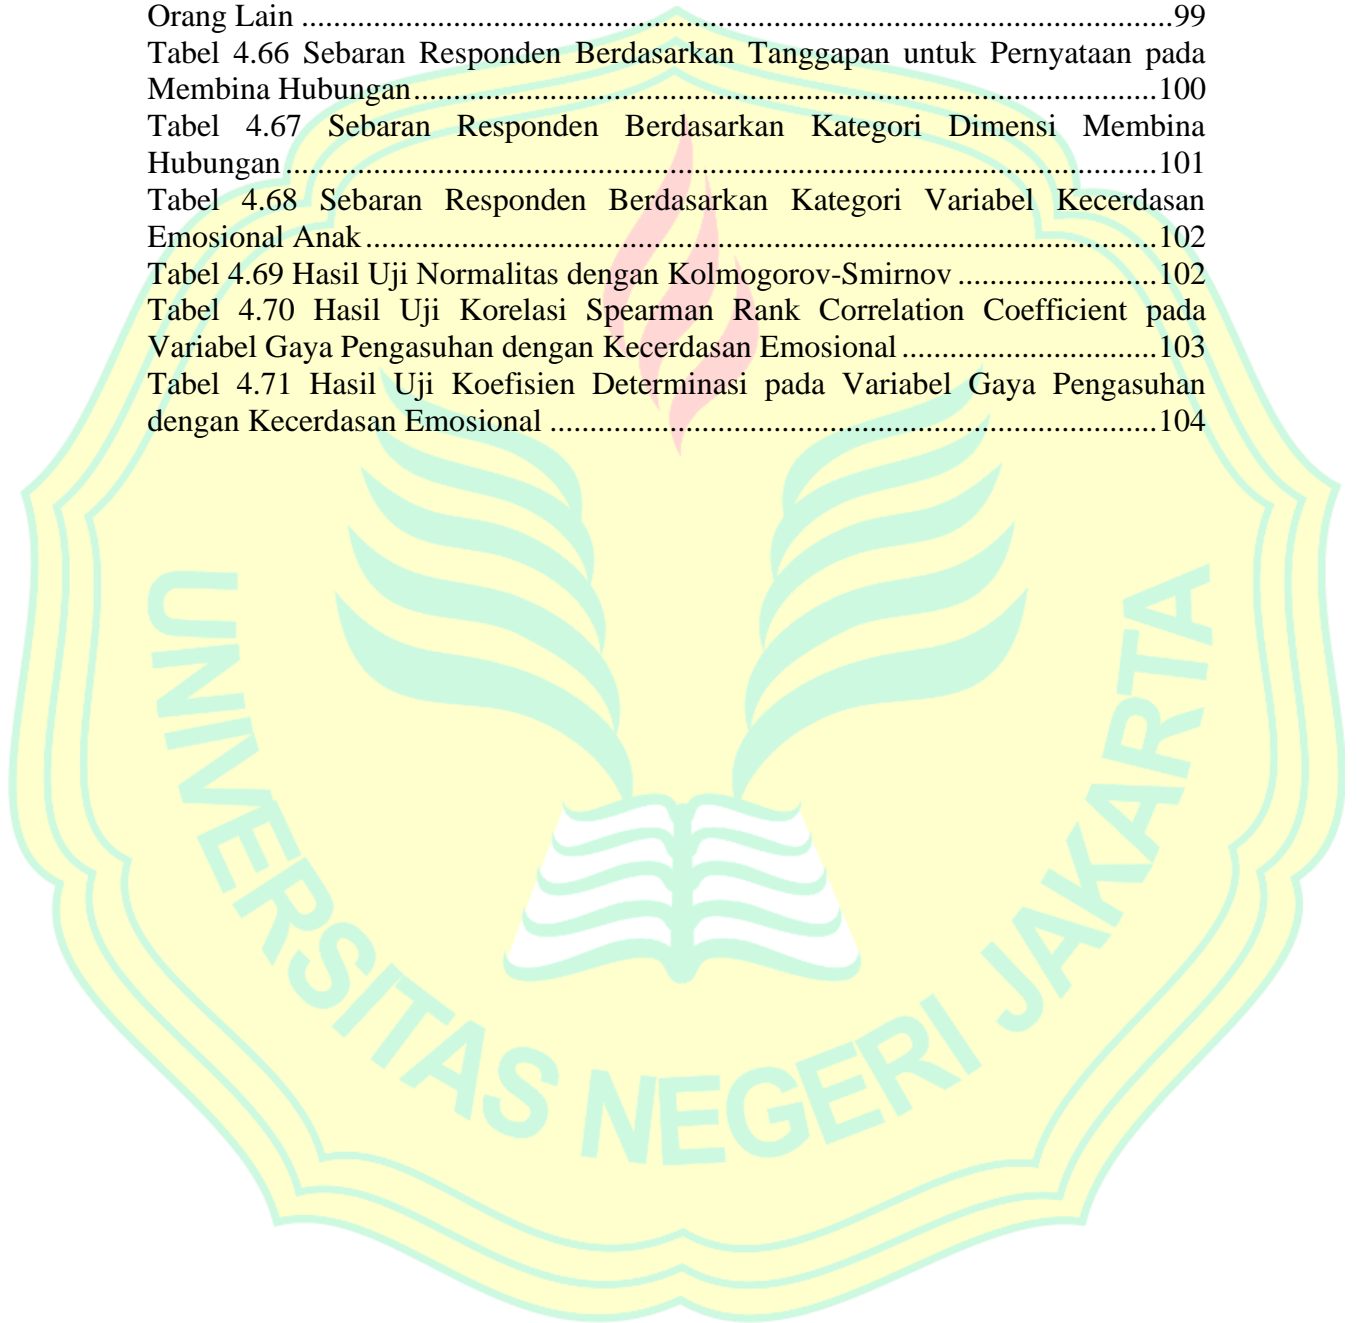 Orang Lain ..............................................................................................................99
Tabel 4.66 Sebaran Responden Berdasarkan Tanggapan untuk Pernyataan pada
Membina Hubungan..............................................................................................100
Tabel 4.67 Sebaran Responden Berdasarkan Kategori Dimensi Membina
Hubungan..............................................................................................................101
Tabel 4.68 Sebaran Responden Berdasarkan Kategori Variabel Kecerdasan
Emosional Anak....................................................................................................102
Tabel 4.69 Hasil Uji Normalitas dengan Kolmogorov-Smirnov.........................102
Tabel 4.70 Hasil Uji Korelasi Spearman Rank Correlation Coefficient pada
Variabel Gaya Pengasuhan dengan Kecerdasan Emosional................................103
Tabel 4.71 Hasil Uji Koefisien Determinasi pada Variabel Gaya Pengasuhan
dengan Kecerdasan Emosional ............................................................................104
UNIVERSITAS NEGERI JAKARTA